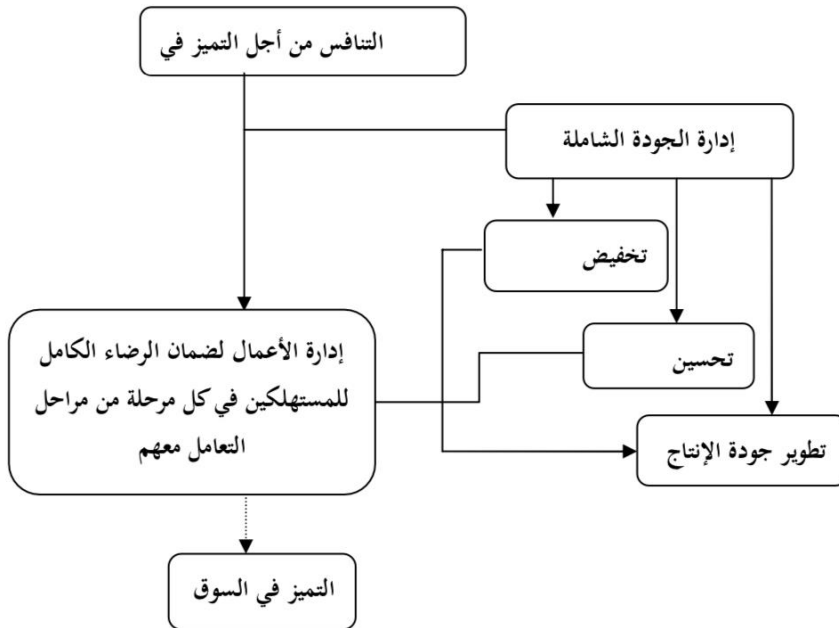 التنافس من أجل التميز في
إدارة الجودة الشاملة
تخفيض
تحسين
إدارة الأعمال لضمان الرضاء الكامل
للمستهلكين في كل مرحلة من مراحل
التعامل معهم
تطوير جودة الإنتاج
التميز في السوق